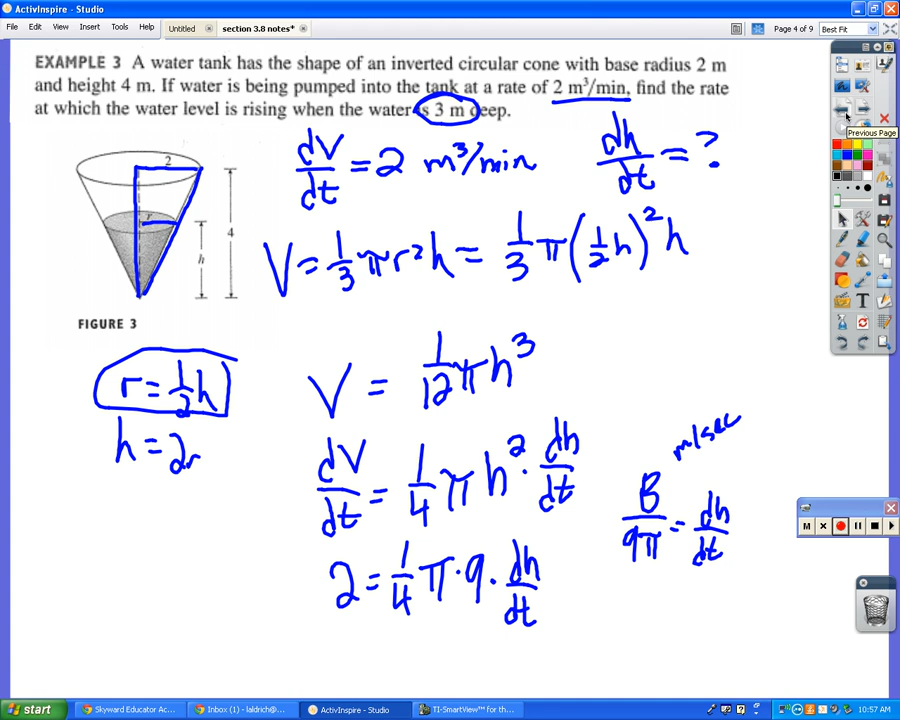 ActivInspire - Studio
File Edit View Insert Tools Help
Untitled
section 3.8 notes*
Page 4 of 9
Best Fit
EXAMPLE 3 A water tank has the shape of an inverted circular cone with base radius 2 m
and height 4 m. If water is being pumped into the tank at a rate of 2 m³/min, find the rate
at which the water level is rising when the water is 3 m deep.
Previous Page
dV/dt = 2 m³/min
dh/dt = ?
2
r
4
h
V = 1/3 πr²h = 1/3 π(1/2 h)² h
FIGURE 3
r = 1/2 h
V = 1/12 πh³
h = 2r
dV/dt = 1/4 π h² · dh/dt
m/sec
8/9π = dh/dt
2 = 1/4 π · 9 · dh/dt
M
start
Skyward Educator Ac...
Inbox (1) - laldrich@...
ActivInspire - Studio
TI-SmartView™ for th...
10:57 AM